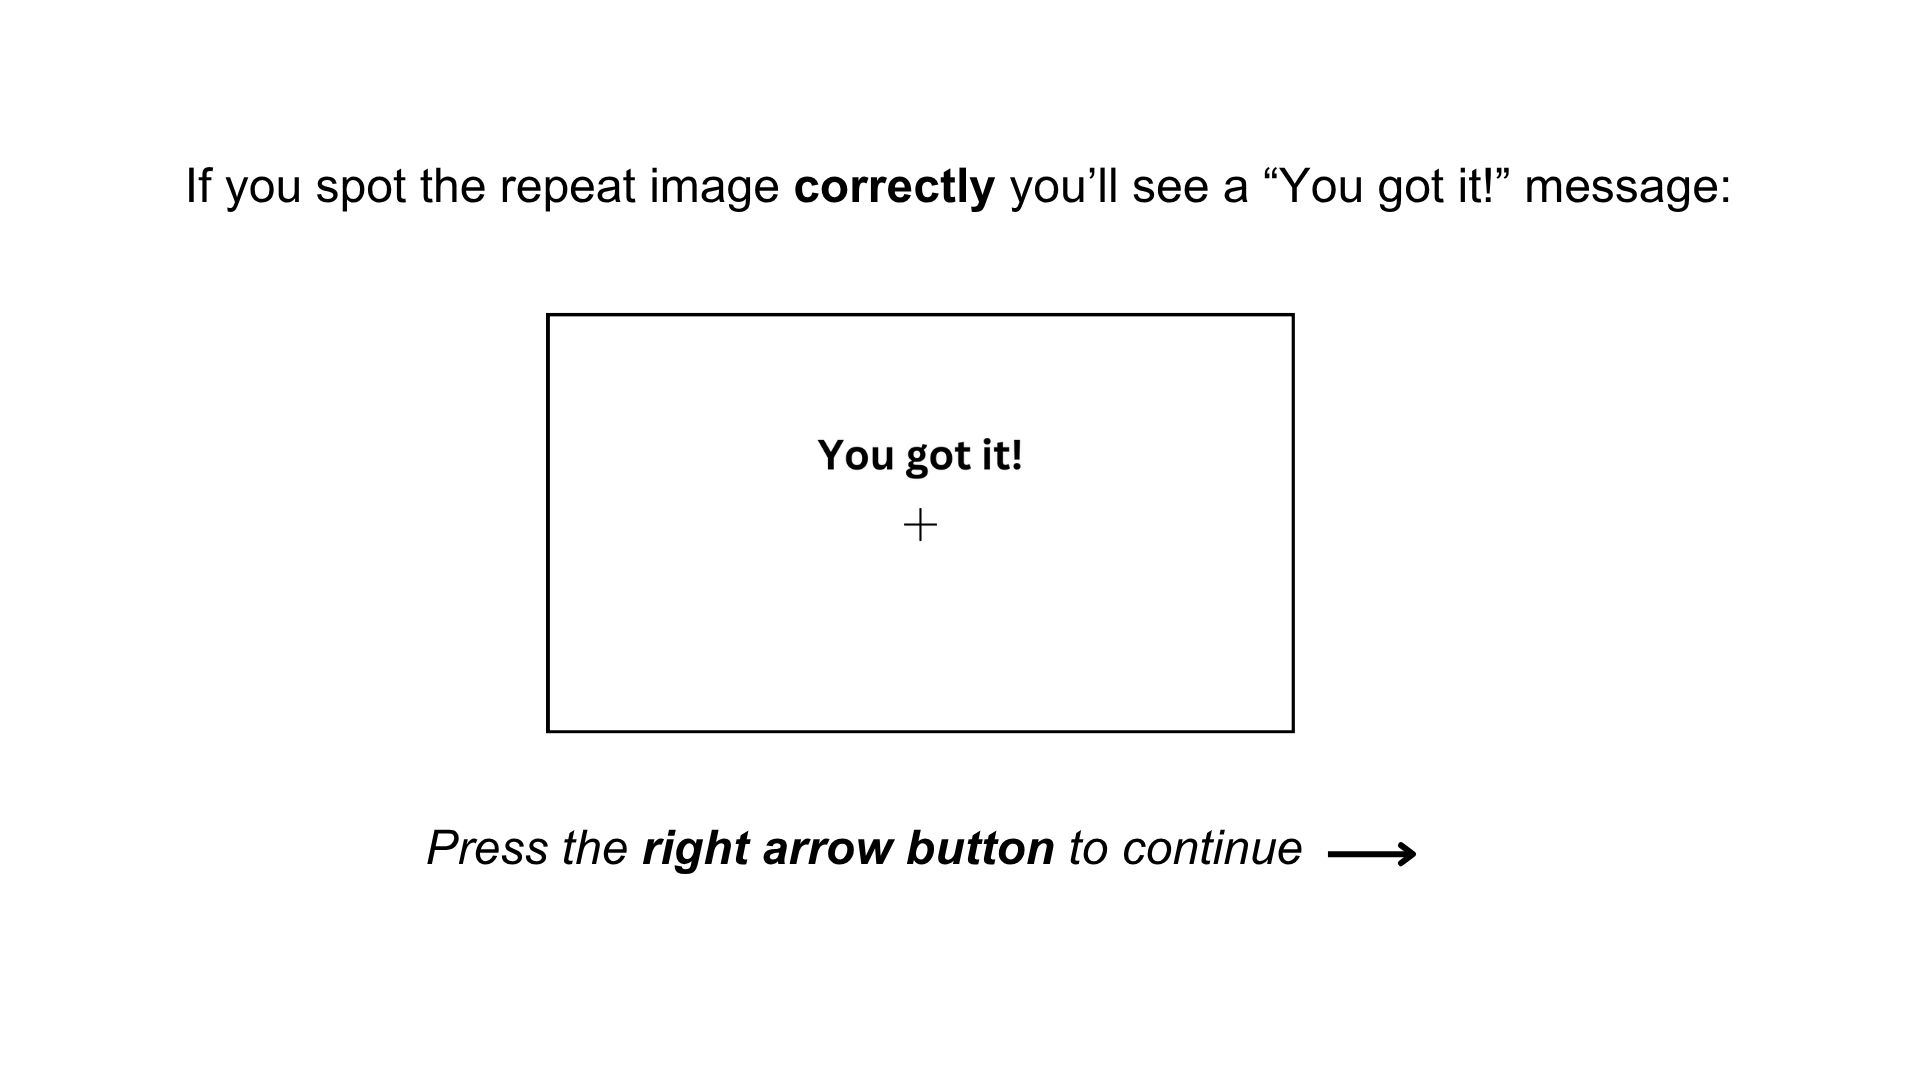 If you spot the repeat image correctly you’ll see a “You got it!” message:
You got it!
Press the right arrow button to continue